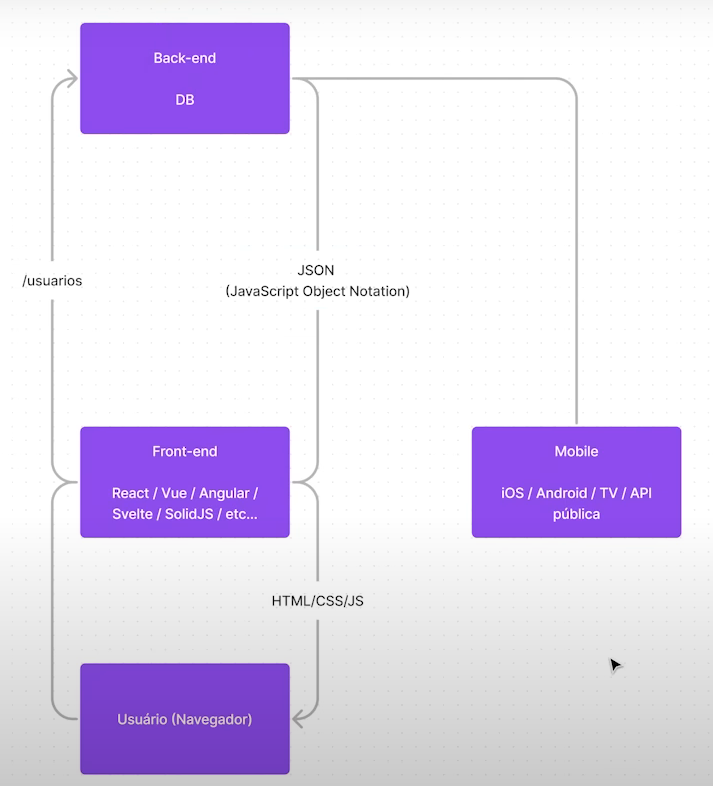 Back-end
DB
/usuarios
JSON
(JavaScript Object Notation)
Front-end
React / Vue / Angular /
Svelte / SolidJS / etc...
Mobile
iOS / Android / TV / API
pública
HTML/CSS/JS
Usuário (Navegador)